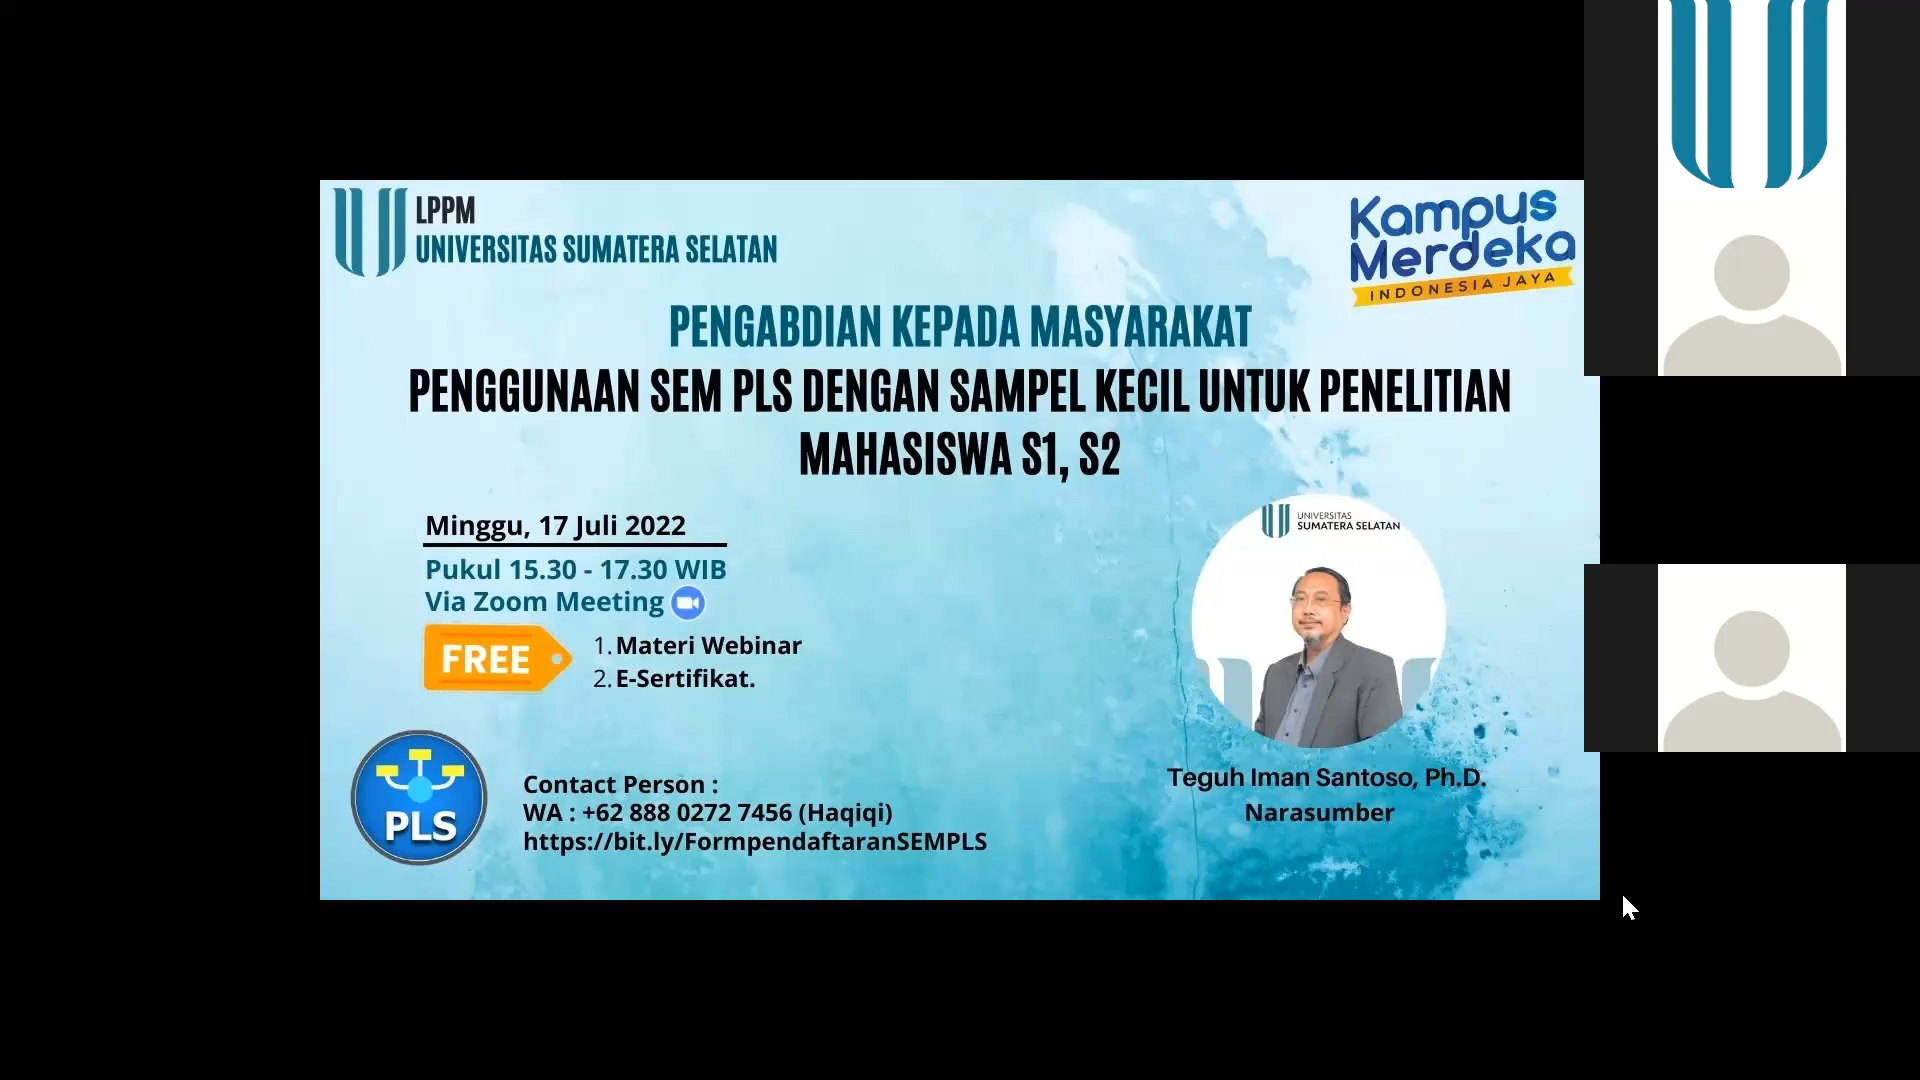 LPPM
UNIVERSITAS SUMATERA SELATAN
Kampus
Merdeka
INDONESIA JAYA
PENGABDIAN KEPADA MASYARAKAT
PENGGUNAAN SEM PLS DENGAN SAMPEL KECIL UNTUK PENELITIAN
MAHASISWA S1, S2
Minggu, 17 Juli 2022
Pukul 15.30 - 17.30 WIB
Via Zoom Meeting
FREE
1. Materi Webinar
2. E-Sertifikat.
UNIVERSITAS
SUMATERA SELATAN
Teguh Iman Santoso, Ph.D.
Narasumber
PLS
Contact Person :
WA : +62 888 0272 7456 (Haqiqi)
https://bit.ly/FormpendaftaranSEMPLS